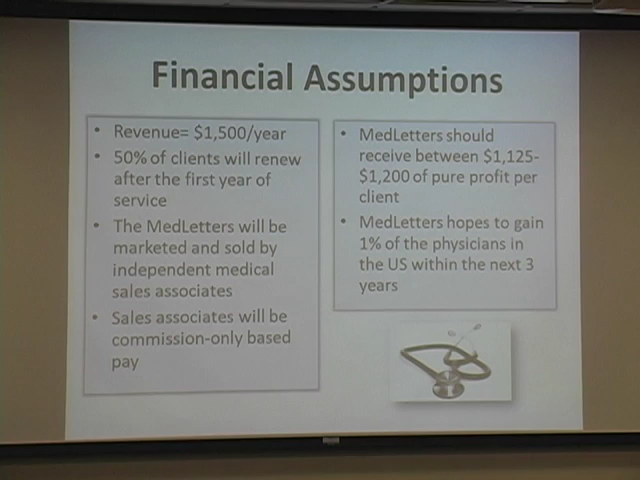 Financial Assumptions
• Revenue= $1,500/year
• 50% of clients will renew
after the first year of
service
• The MedLetters will be
marketed and sold by
independent medical
sales associates
• Sales associates will be
commission-only based
pay
• MedLetters should
receive between $1,125-
$1,200 of pure profit per
client
• MedLetters hopes to gain
1% of the physicians in
the US within the next 3
years